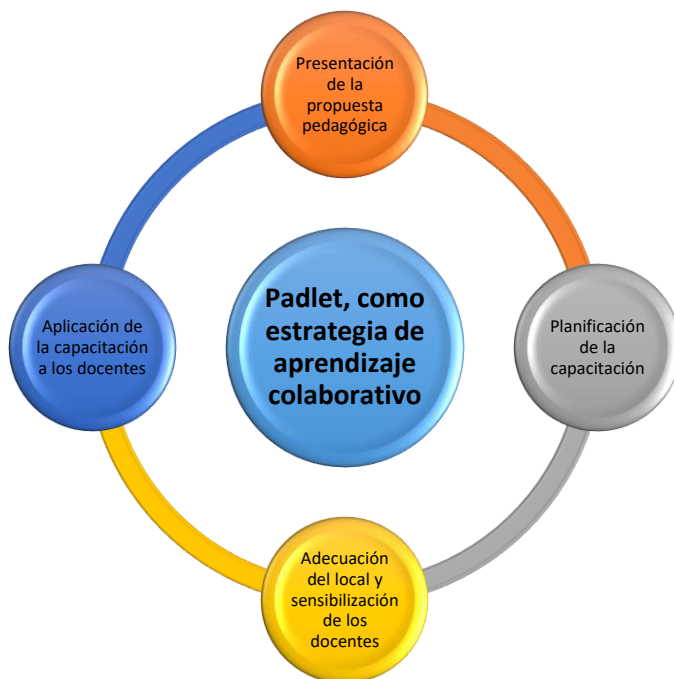 Presentación
de la
propuesta
pedagógica
Padlet, como
estrategia de
aprendizaje
colaborativo
Aplicación de
la capacitación
a los docentes
Planificación
de la
capacitación
Adecuación
del local y
sensibilización
de los
docentes